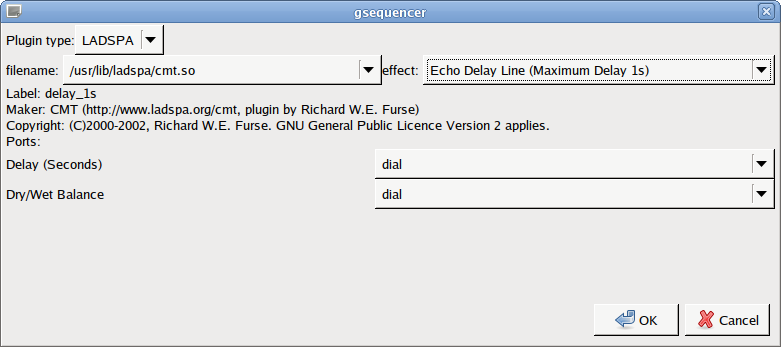 gsequencer
Plugin type: LADSPA
filename: /usr/lib/ladspa/cmt.so effect: Echo Delay Line (Maximum Delay 1s)
Label: delay_1s
Maker: CMT (http://www.ladspa.org/cmt, plugin by Richard W.E. Furse)
Copyright: (C)2000-2002, Richard W.E. Furse. GNU General Public Licence Version 2 applies.
Ports:
Delay (Seconds) dial
Dry/Wet Balance dial
OK Cancel